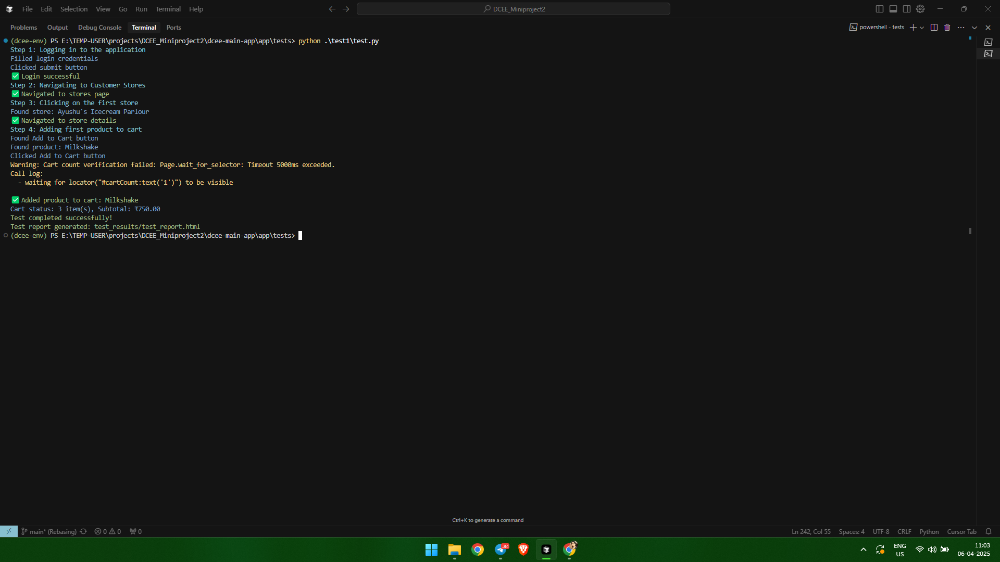 File Edit Selection View Go Run Terminal Help
DCEE_Miniproject2
Problems Output Debug Console Terminal Ports
powershell - tests
(dcee-env) PS E:\TEMP-USER\projects\DCEE_Miniproject2\dcee-main-app\app\tests> python .\test1\test.py
Step 1: Logging in to the application
Filled login credentials
Clicked submit button
✅ Login successful
Step 2: Navigating to Customer Stores
✅ Navigated to stores page
Step 3: Clicking on the first store
Found store: Ayushu's Icecream Parlour
✅ Navigated to store details
Step 4: Adding first product to cart
Found Add to Cart button
Found product: Milkshake
Clicked Add to Cart button
Warning: Cart count verification failed: Page.wait_for_selector: Timeout 5000ms exceeded.
Call log:
- waiting for locator("#cartCount:text('1')") to be visible
✅ Added product to cart: Milkshake
Cart status: 3 item(s), Subtotal: ₹750.00
Test completed successfully!
Test report generated: test_results/test_report.html
(dcee-env) PS E:\TEMP-USER\projects\DCEE_Miniproject2\dcee-main-app\app\tests>
Ctrl+K to generate a command
main* (Rebasing) 0 0 0
Ln 242, Col 55 Spaces: 4 UTF-8 CRLF Python Cursor Tab
84
ENG
US
11:03
06-04-2025